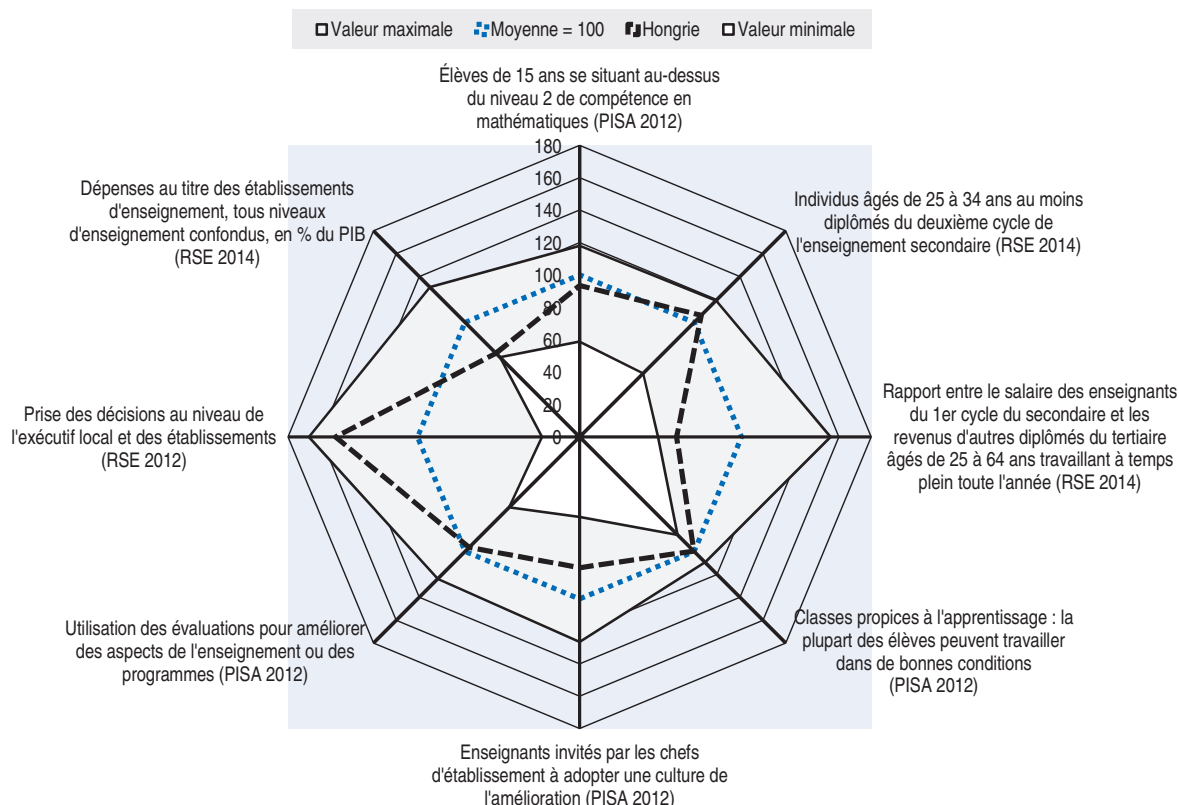 Valeur maximale Moyenne = 100 Hongrie Valeur minimale
Élèves de 15 ans se situant au-dessus
du niveau 2 de compétence en
mathématiques (PISA 2012)
180
160
140
120
100
80
60
40
20
0
Individus âgés de 25 à 34 ans au moins
diplômés du deuxième cycle de
l'enseignement secondaire (RSE 2014)
Rapport entre le salaire des enseignants
du 1er cycle du secondaire et les
revenus d'autres diplômés du tertiaire
âgés de 25 à 64 ans travaillant à temps
plein toute l'année (RSE 2014)
Classes propices à l'apprentissage : la
plupart des élèves peuvent travailler
dans de bonnes conditions
(PISA 2012)
Enseignants invités par les chefs
d'établissement à adopter une culture de
l'amélioration (PISA 2012)
Utilisation des évaluations pour améliorer
des aspects de l'enseignement ou des
programmes (PISA 2012)
Prise des décisions au niveau de
l'exécutif local et des établissements
(RSE 2012)
Dépenses au titre des établissements
d'enseignement, tous niveaux
d'enseignement confondus, en % du PIB
(RSE 2014)